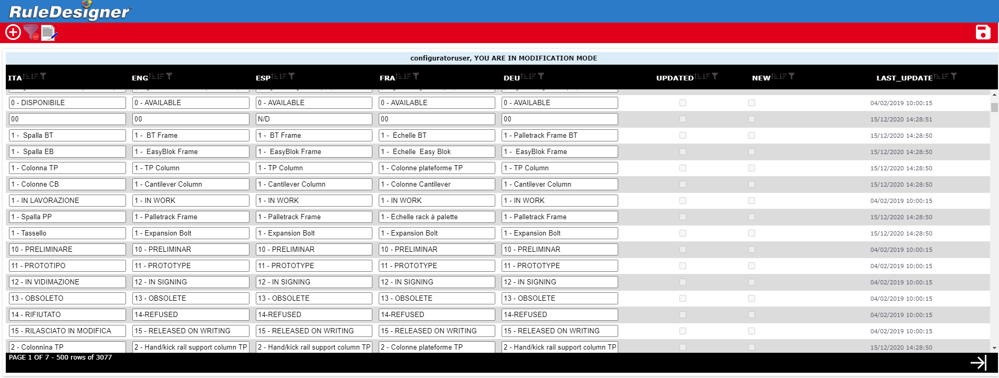 RuleDesigner
configuratoruser, YOU ARE IN MODIFICATION MODE
ITA ENG ESP FRA DEU UPDATED NEW LAST_UPDATE
0 - DISPONIBILE 0 - AVAILABLE 0 - AVAILABLE 0 - AVAILABLE 0 - AVAILABLE 04/02/2019 10:00:15
00 00 N/D 00 00 15/12/2020 14:28:51
1 -  Spalla BT 1 -  BT Frame 1 -  BT Frame 1 -  Échelle BT 1 - Palletrack Frame BT 15/12/2020 14:28:50
1 -  Spalla EB 1 -  EasyBlok Frame 1 -  EasyBlok Frame 1 -  Échelle  Easy Blok 1 -  EasyBlok Frame 15/12/2020 14:28:50
1 - Colonna TP 1 - TP Column 1 - TP Column 1 - Colonne plateforme TP 1 - TP Column 15/12/2020 14:28:50
1 - Colonne CB 1 - Cantilever Column 1 - Cantilever Column 1 - Colonne Cantilever 1 - Cantilever Column 15/12/2020 14:28:50
1 - IN LAVORAZIONE 1 - IN WORK 1 - IN WORK 1 - IN WORK 1 - IN WORK 04/02/2019 10:00:15
1 - Spalla PP 1 - Palletrack Frame 1 - Palletrack Frame 1 - Échelle rack à palette 1 - Palletrack Frame 15/12/2020 14:28:50
1 - Tassello 1 - Expansion Bolt 1 - Expansion Bolt 1 - Expansion Bolt 1 - Expansion Bolt 15/12/2020 14:28:50
10 - PRELIMINARE 10 - PRELIMINAR 10 - PRELIMINAR 10 - PRELIMINAR 10 - PRELIMINAR 04/02/2019 10:00:15
11 - PROTOTIPO 11 - PROTOTYPE 11 - PROTOTYPE 11 - PROTOTYPE 11 - PROTOTYPE 04/02/2019 10:00:15
12 - IN VIDIMAZIONE 12 - IN SIGNING 12 - IN SIGNING 12 - IN SIGNING 12 - IN SIGNING 04/02/2019 10:00:15
13 - OBSOLETO 13 - OBSOLETE 13 - OBSOLETE 13 - OBSOLETE 13 - OBSOLETE 04/02/2019 10:00:15
14 - RIFIUTATO 14-REFUSED 14-REFUSED 14-REFUSED 14-REFUSED 04/02/2019 10:00:15
15 - RILASCIATO IN MODIFICA 15 - RELEASED ON WRITING 15 - RELEASED ON WRITING 15 - RELEASED ON WRITING 15 - RELEASED ON WRITING 04/02/2019 10:00:15
2 - Colonnina TP 2 - Hand/kick rail support column TP 2 - Hand/kick rail support column TP 2 - Colonne plateforme TP 2 - Hand/kick rail support column TP 15/12/2020 14:28:50
PAGE 1 OF 7 - 500 rows of 3077